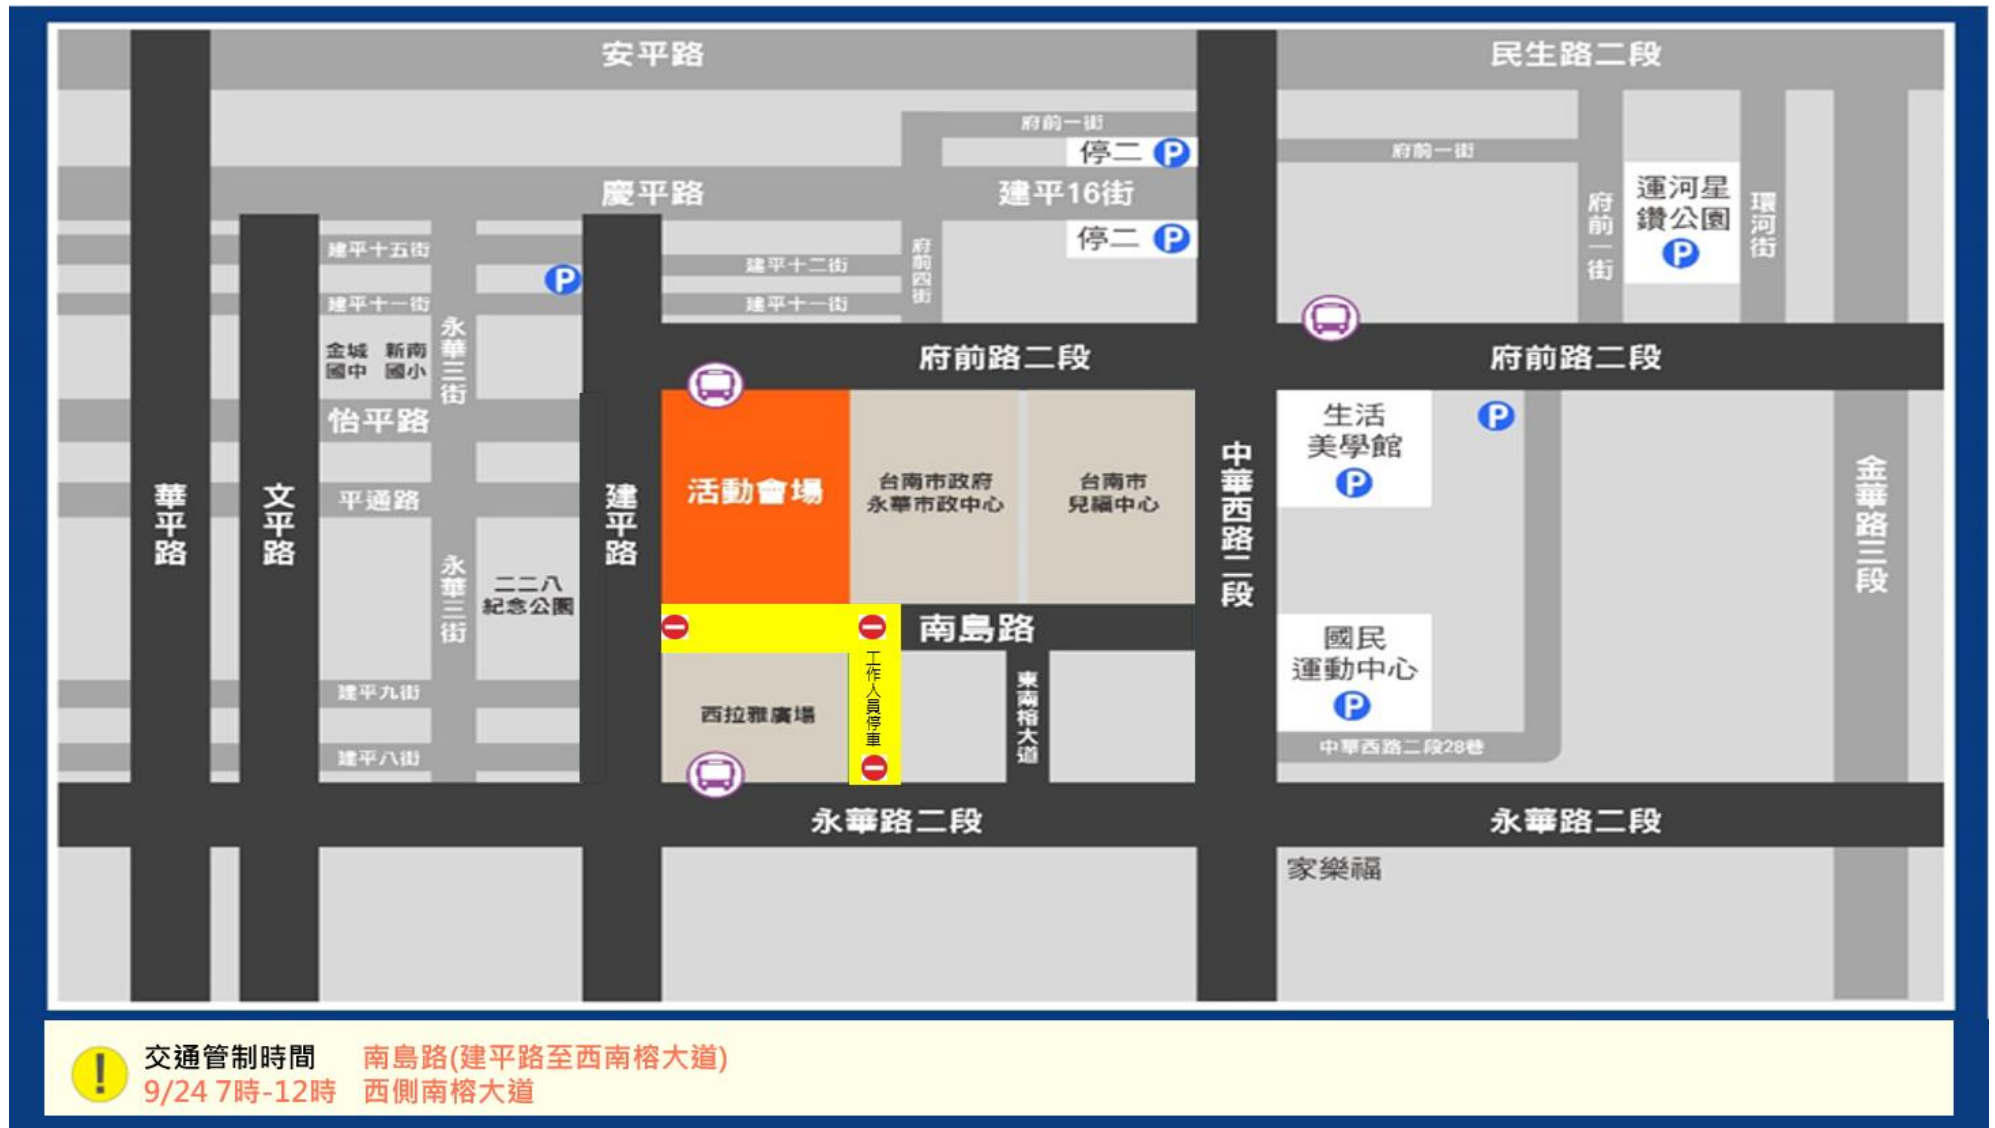 安平路
民生路二段
府前一街
停二 P
府前一街
慶平路
建平16街
停二 P
府前一街
運河星
鑽公園
P
環河街
建平十五街
建平十二街
府前四街
P
建平十一街
建平十一街
永華三街
金城 新南
國中 國小
府前路二段
府前路二段
怡平路
生活
美學館
P
P
活動會場
台南市政府
永華市政中心
台南市
兒福中心
中華西路二段
金華路三段
華平路
文平路
平通路
建平路
永華三街
二二八
紀念公園
南島路
工作人員停車
國民
運動中心
P
建平九街
西拉雅廣場
東南榕大道
建平八街
中華西路二段28巷
永華路二段
永華路二段
家樂福
交通管制時間 南島路(建平路至西南榕大道)
9/24 7時-12時 西側南榕大道